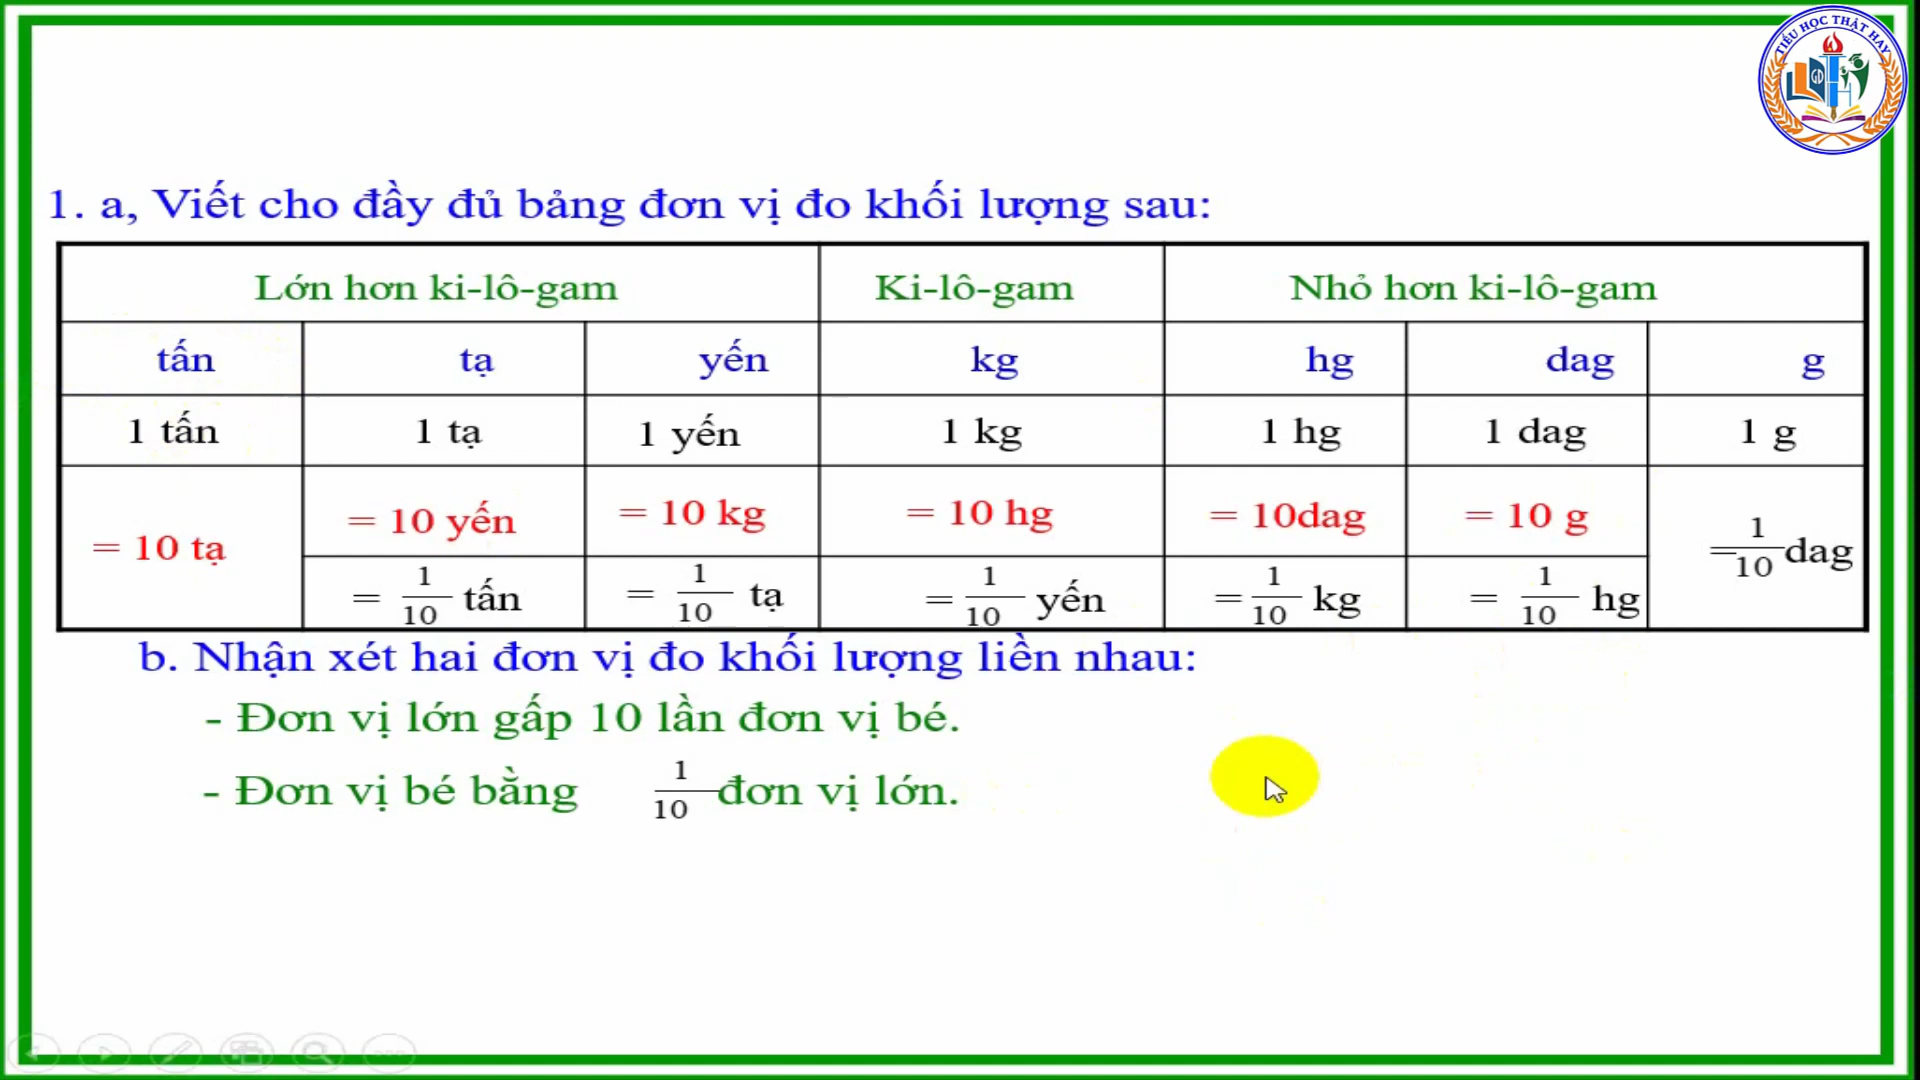 TIỂU HỌC THẬT HAY
GD
H
1. a, Viết cho đầy đủ bảng đơn vị đo khối lượng sau:
Lớn hơn ki-lô-gam Ki-lô-gam Nhỏ hơn ki-lô-gam
tấn tạ yến kg hg dag g
1 tấn 1 tạ 1 yến 1 kg 1 hg 1 dag 1 g
= 10 tạ = 10 yến = 10 kg = 10 hg = 10dag = 10 g =1/10 dag
= 1/10 tấn = 1/10 tạ = 1/10 yến = 1/10 kg = 1/10 hg
b. Nhận xét hai đơn vị đo khối lượng liền nhau:
- Đơn vị lớn gấp 10 lần đơn vị bé.
- Đơn vị bé bằng 1/10 đơn vị lớn.